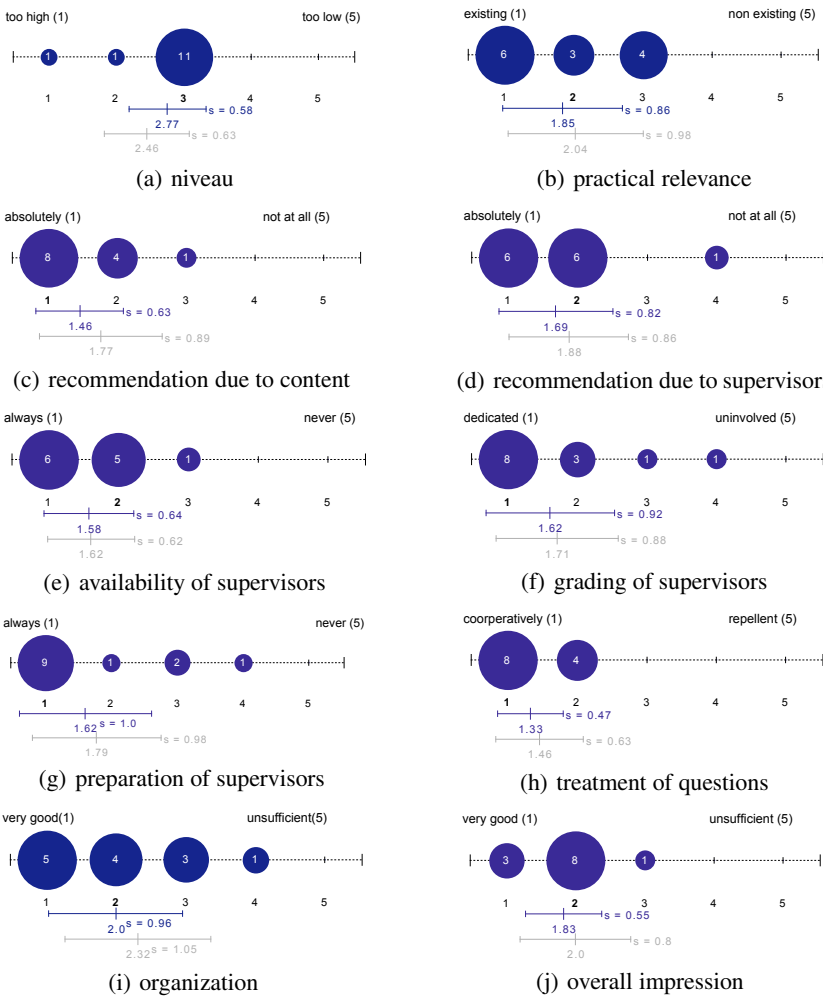 too high (1) too low (5)
1 1 11
1 2 3 4 5
s = 0.58
2.77
s = 0.63
2.46
(a) niveau
existing (1) non existing (5)
6 3 4
1 2 3 4 5
s = 0.86
1.85
s = 0.98
2.04
(b) practical relevance
absolutely (1) not at all (5)
8 4 1
1 2 3 4 5
s = 0.63
1.46
s = 0.89
1.77
(c) recommendation due to content
absolutely (1) not at all (5)
6 6 1
1 2 3 4 5
s = 0.82
1.69
s = 0.86
1.88
(d) recommendation due to supervisor
always (1) never (5)
6 5 1
1 2 3 4 5
s = 0.64
1.58
s = 0.62
1.62
(e) availability of supervisors
dedicated (1) uninvolved (5)
8 3 1 1
1 2 3 4 5
s = 0.92
1.62
s = 0.88
1.71
(f) grading of supervisors
always (1) never (5)
9 1 2 1
1 2 3 4 5
s = 1.0
1.62
s = 0.98
1.79
(g) preparation of supervisors
coorperatively (1) repellent (5)
8 4
1 2 3 4 5
s = 0.47
1.33
s = 0.63
1.46
(h) treatment of questions
very good(1) unsufficient(5)
5 4 3 1
1 2 3 4 5
s = 0.96
2.0
s = 1.05
2.32
(i) organization
very good (1) unsufficient (5)
3 8 1
1 2 3 4 5
s = 0.55
1.83
s = 0.8
2.0
(j) overall impression